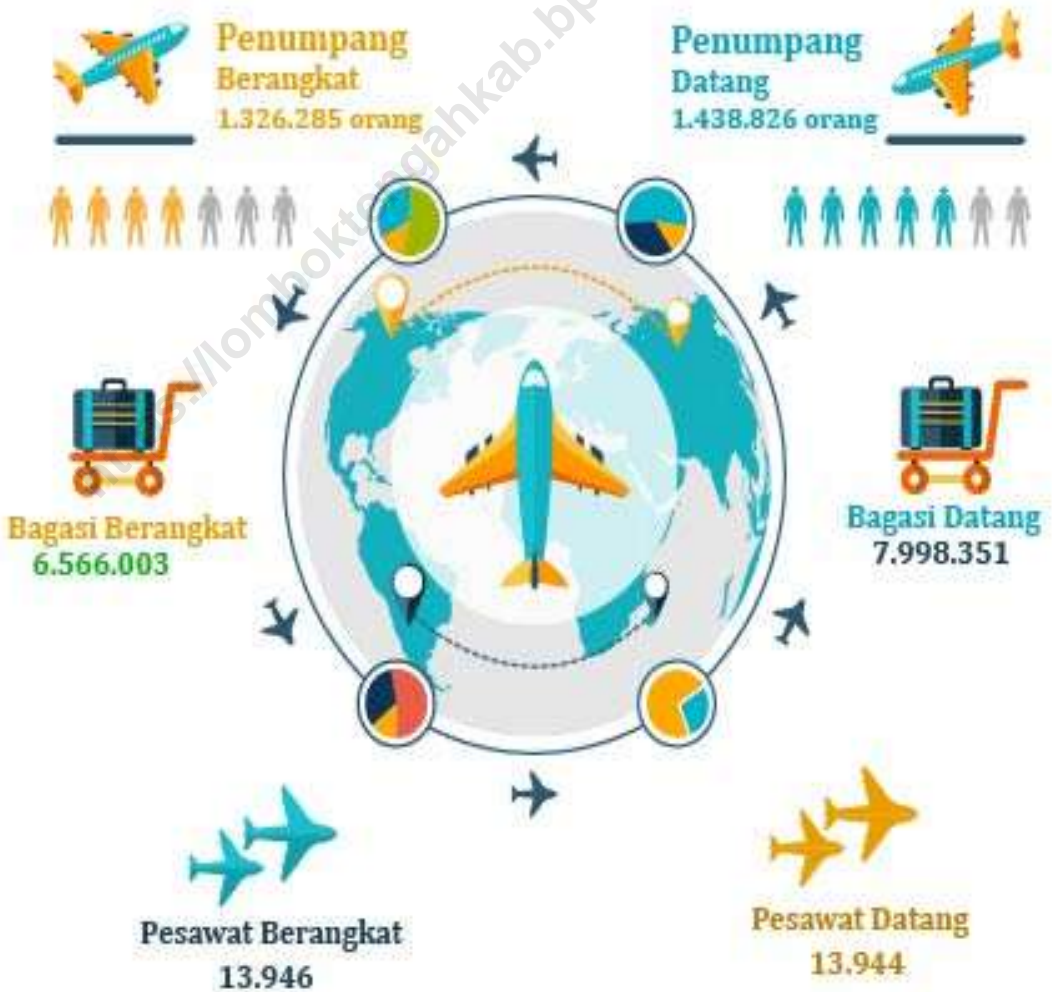 Penumpang
Berangkat
1.326.285 orang
Penumpang
Datang
1.438.826 orang
Bagasi Berangkat
6.566.003
Bagasi Datang
7.998.351
Pesawat Berangkat
13.946
Pesawat Datang
13.944